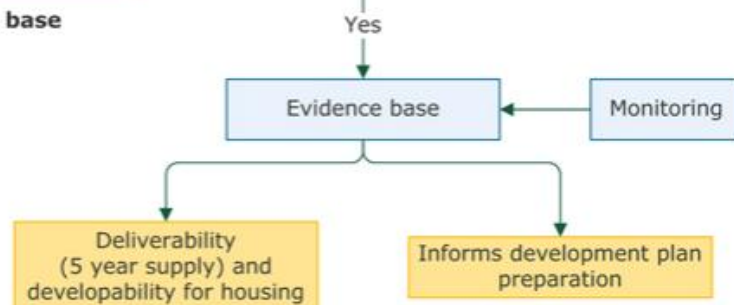 base
Yes
Evidence base
Monitoring
Deliverability
(5 year supply) and
developability for housing
Informs development plan
preparation